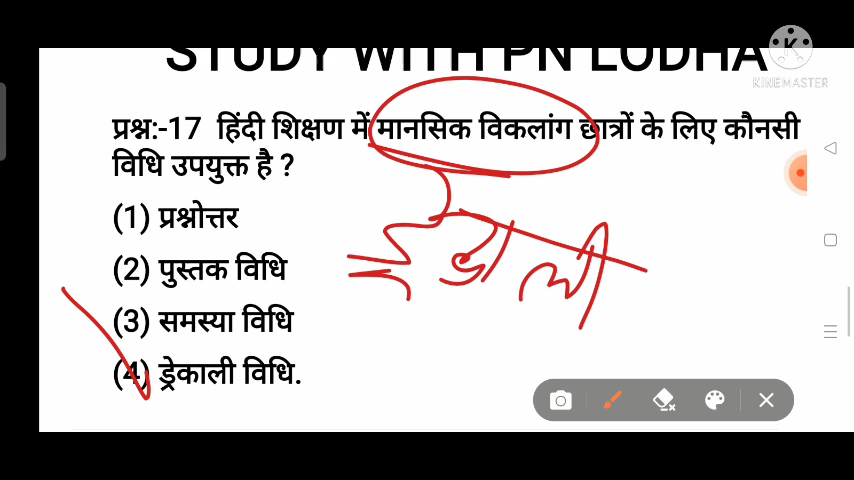 STUDY WITH PN LODHA
KINEMASTER
प्रश्न:-17 हिंदी शिक्षण में मानसिक विकलांग छात्रों के लिए कौनसी
विधि उपयुक्त है ?
(1) प्रश्नोत्तर
(2) पुस्तक विधि
(3) समस्या विधि
(4) ड्रेकाली विधि.